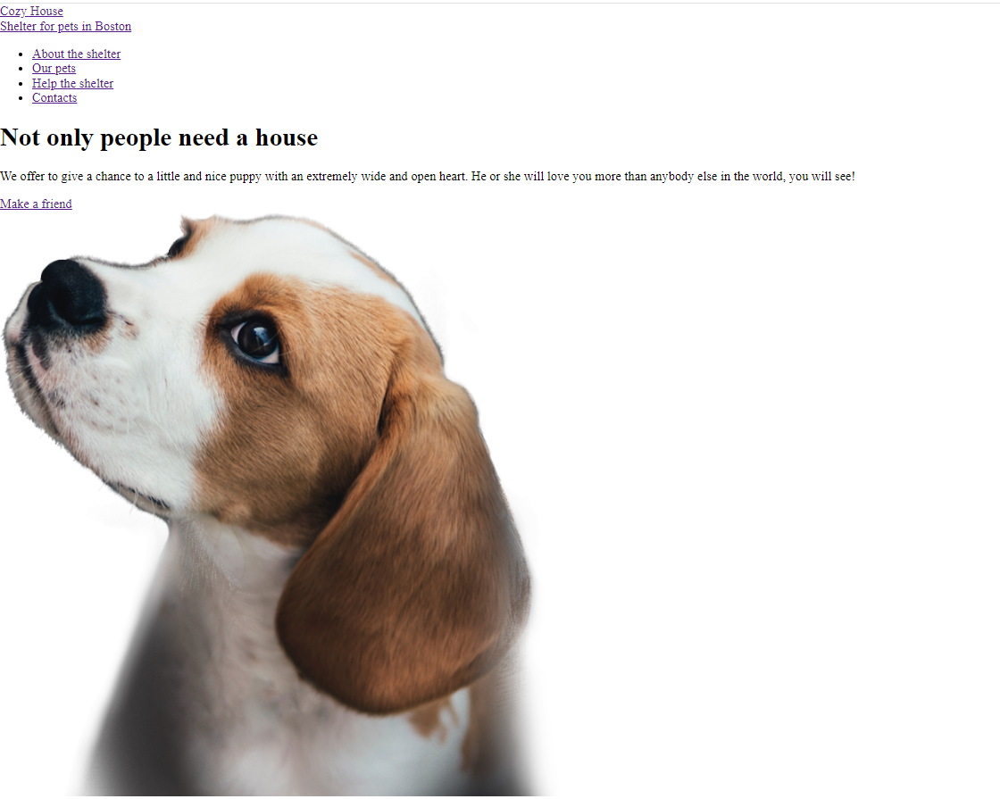 Cozy House
Shelter for pets in Boston
About the shelter
Our pets
Help the shelter
Contacts
Not only people need a house
We offer to give a chance to a little and nice puppy with an extremely wide and open heart. He or she will love you more than anybody else in the world, you will see!
Make a friend